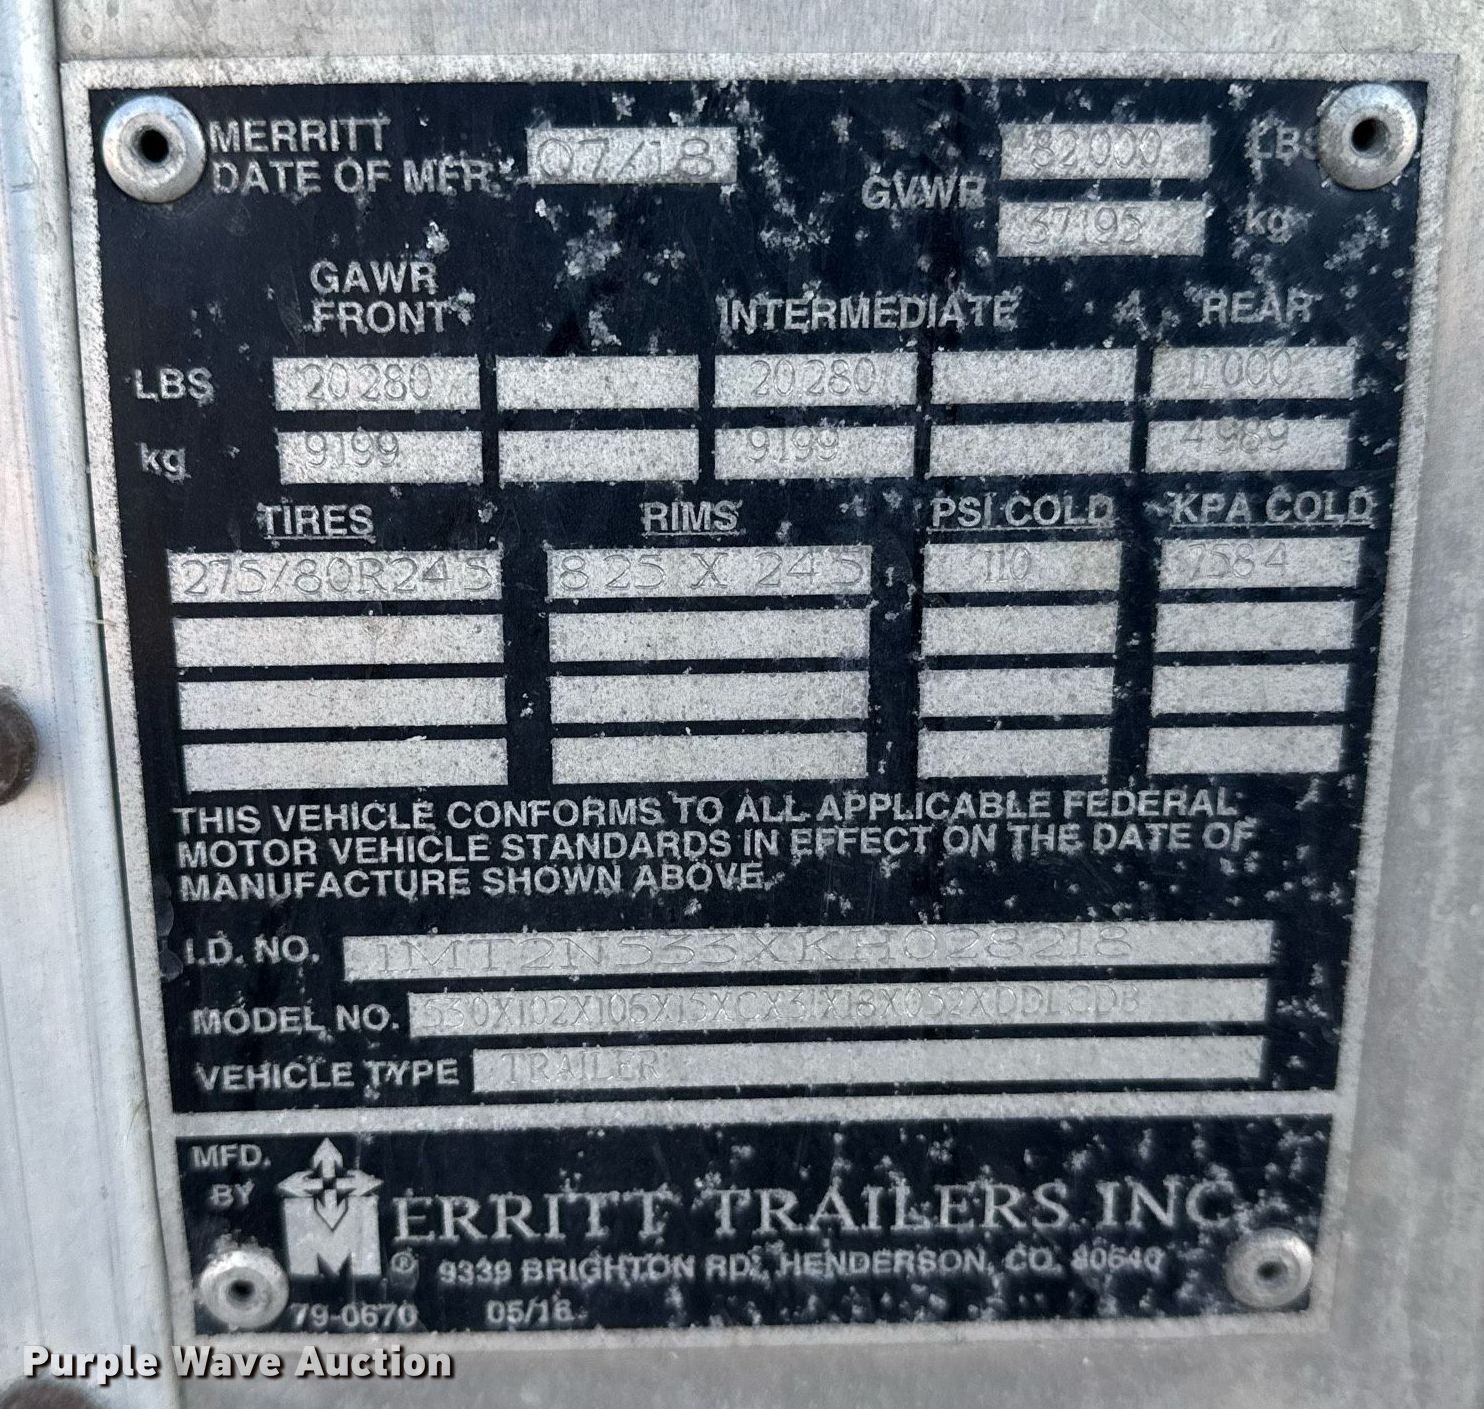 MERRITT
DATE OF MFR. 07/18
82000 LBS
GVWR
37195 kg
GAWR
FRONT INTERMEDIATE REAR
LBS 20280 20280 11000
kg 9199 9199 4989
TIRES RIMS PSI COLD KPA COLD
275/80R24 5 8 25 X 24 5 110 758 4
THIS VEHICLE CONFORMS TO ALL APPLICABLE FEDERAL
MOTOR VEHICLE STANDARDS IN EFFECT ON THE DATE OF
MANUFACTURE SHOWN ABOVE.
I.D. NO. 1MT2N533XKH028218
MODEL NO. 530X102X106X15XCX31X18X052XDDLCDB
VEHICLE TYPE TRAILER
MFD.
BY
MERRITT TRAILERS INC.
® 9339 BRIGHTON RD., HENDERSON, CO. 80640
79-0670 05/18
Purple Wave Auction